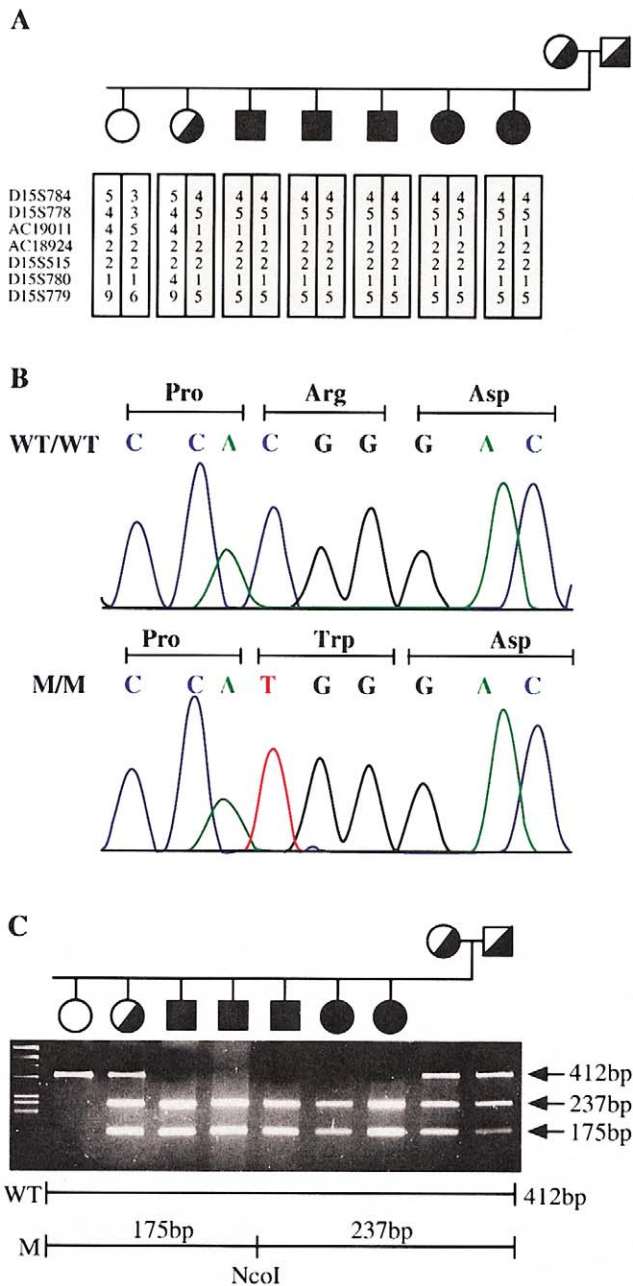 A
D15S784 5 3 5 4 4 4 4 4 4 4 4 4 4 4
D15S778 4 3 4 5 5 5 5 5 5 5 5 5 5 5
AC19011 4 5 4 1 1 1 1 1 1 1 1 1 1 1
AC18924 2 2 2 2 2 2 2 2 2 2 2 2 2 2
D15S515 2 2 2 2 2 2 2 2 2 2 2 2 2 2
D15S780 1 1 4 1 1 1 1 1 1 1 1 1 1 1
D15S779 9 6 9 5 5 5 5 5 5 5 5 5 5 5
B
Pro Arg Asp
WT/WT C C A C G G G A C
Pro Trp Asp
M/M C C A T G G G A C
C
412bp
237bp
175bp
WT 412bp
175bp 237bp
M
NcoI